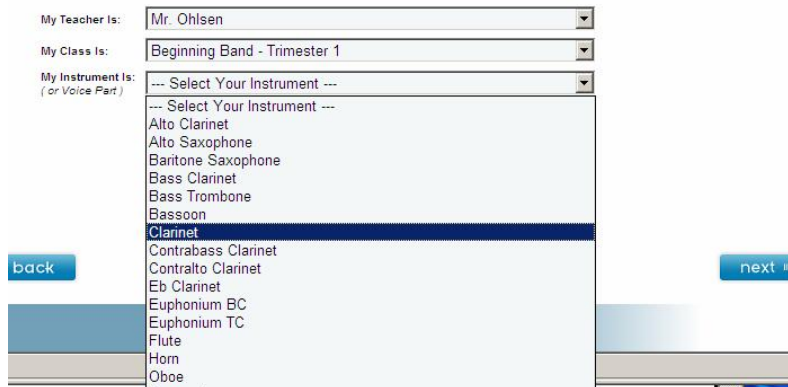 My Teacher Is: Mr. Ohlsen
My Class Is: Beginning Band - Trimester 1
My Instrument Is: --- Select Your Instrument ---
( or Voice Part )
--- Select Your Instrument ---
Alto Clarinet
Alto Saxophone
Baritone Saxophone
Bass Clarinet
Bass Trombone
Bassoon
Clarinet
Contrabass Clarinet
Contralto Clarinet
Eb Clarinet
Euphonium BC
Euphonium TC
Flute
Horn
Oboe
back
next